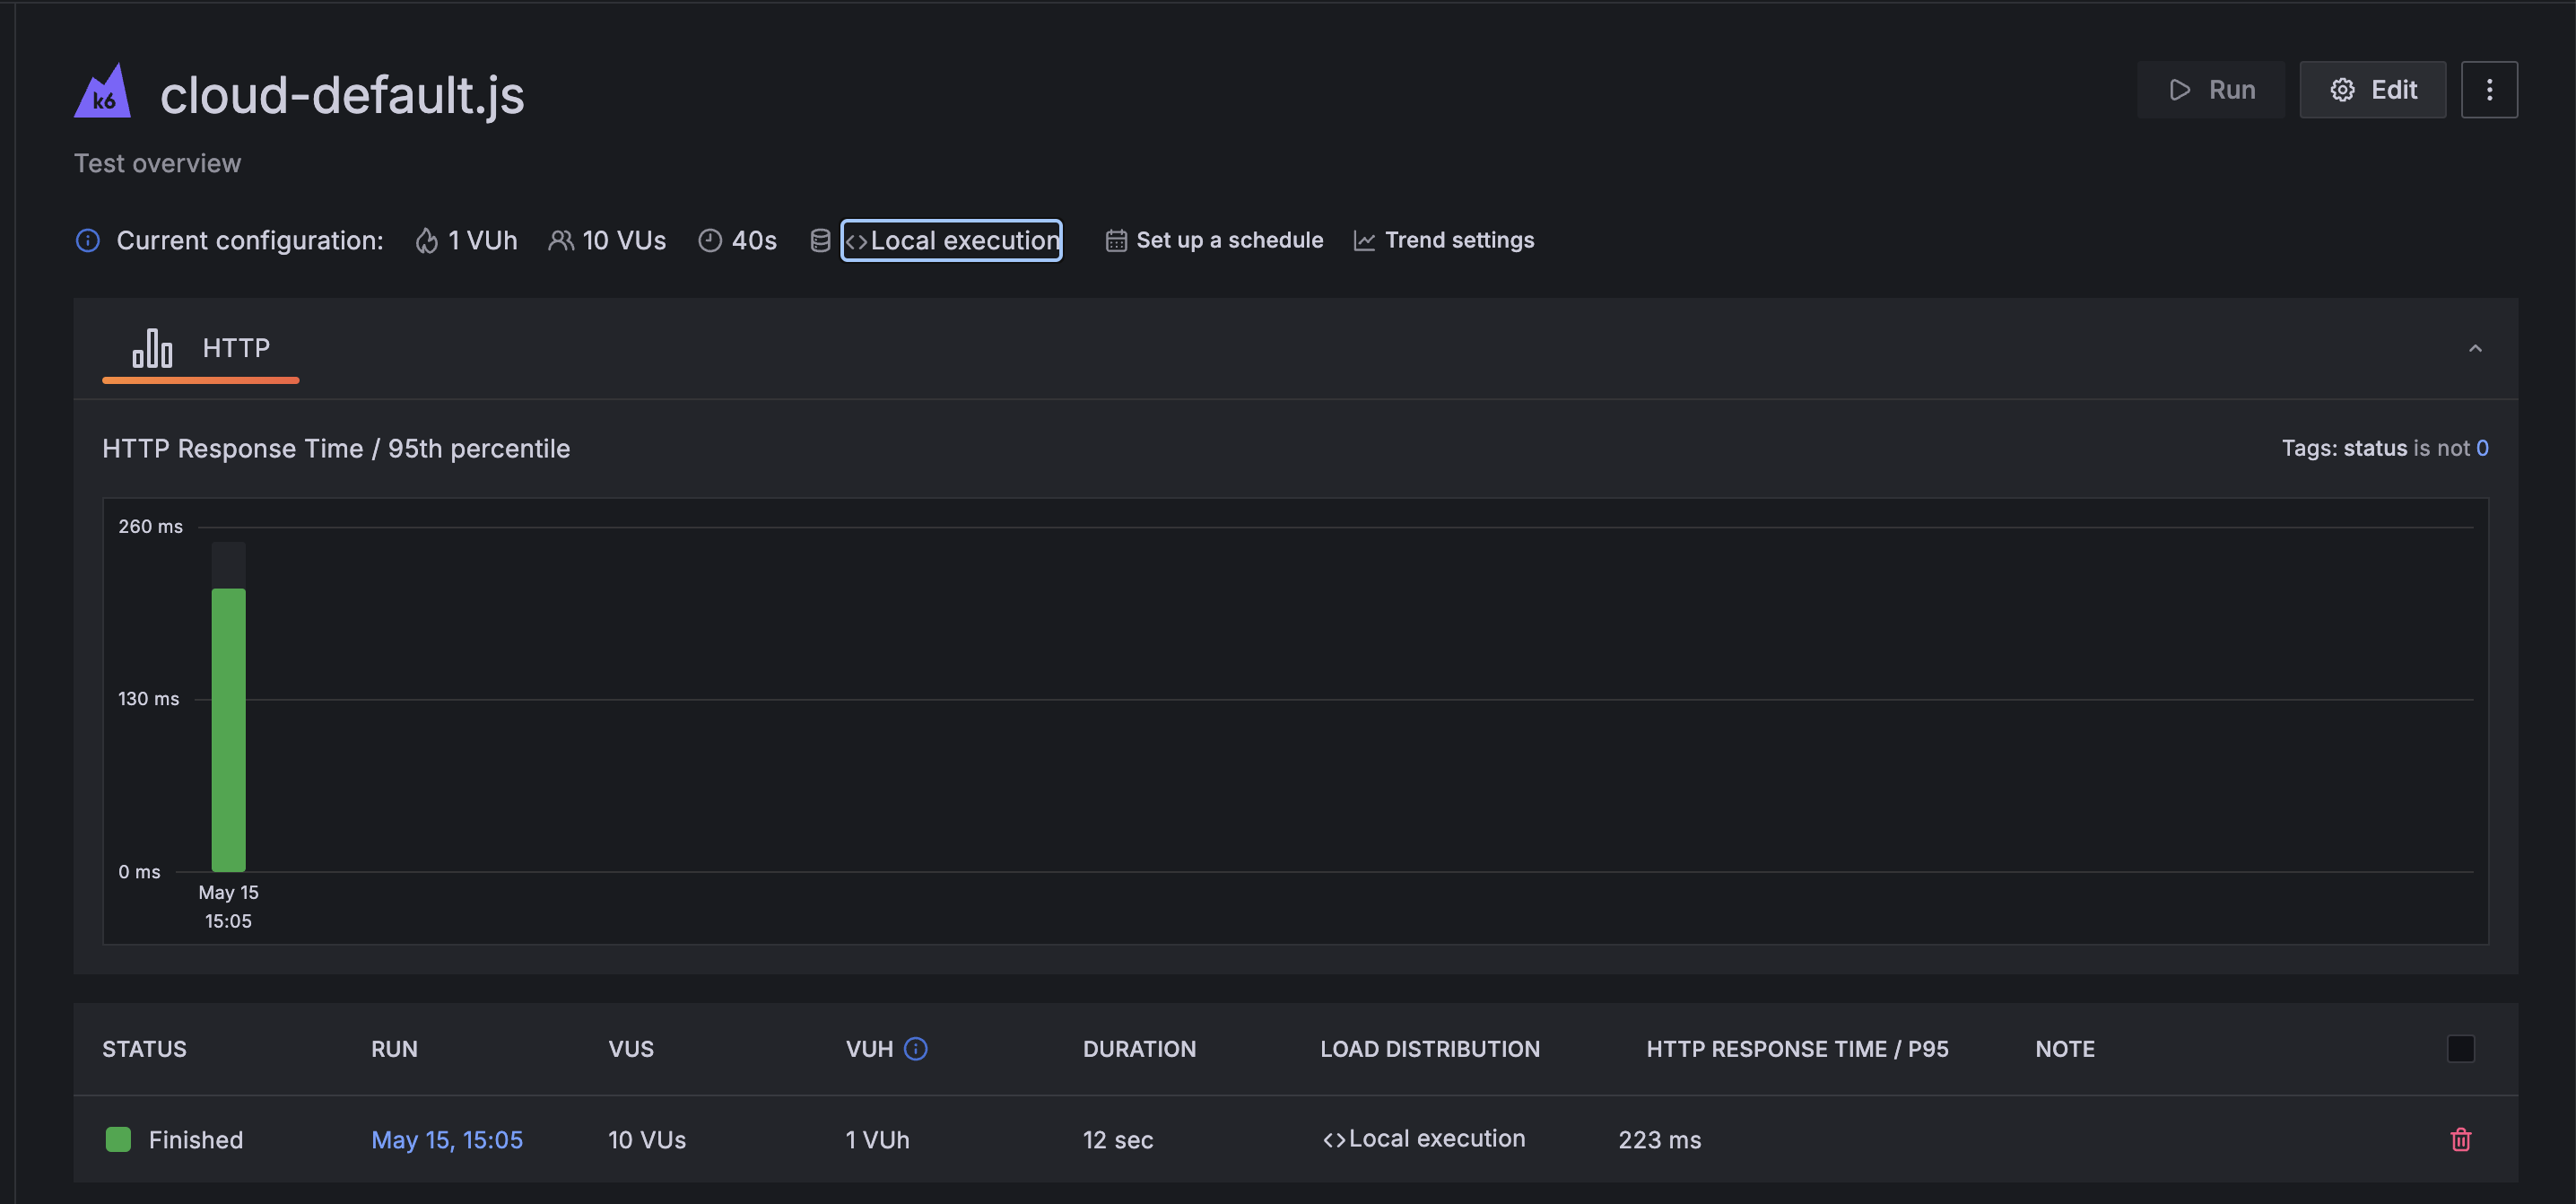 k6 cloud-default.js
Run
Edit
Test overview
Current configuration: 1 VUh 10 VUs 40s <>Local execution Set up a schedule Trend settings
HTTP
HTTP Response Time / 95th percentile
Tags: status is not 0
260 ms
130 ms
0 ms
May 15
15:05
STATUS RUN VUS VUH DURATION LOAD DISTRIBUTION HTTP RESPONSE TIME / P95 NOTE
Finished May 15, 15:05 10 VUs 1 VUh 12 sec <>Local execution 223 ms